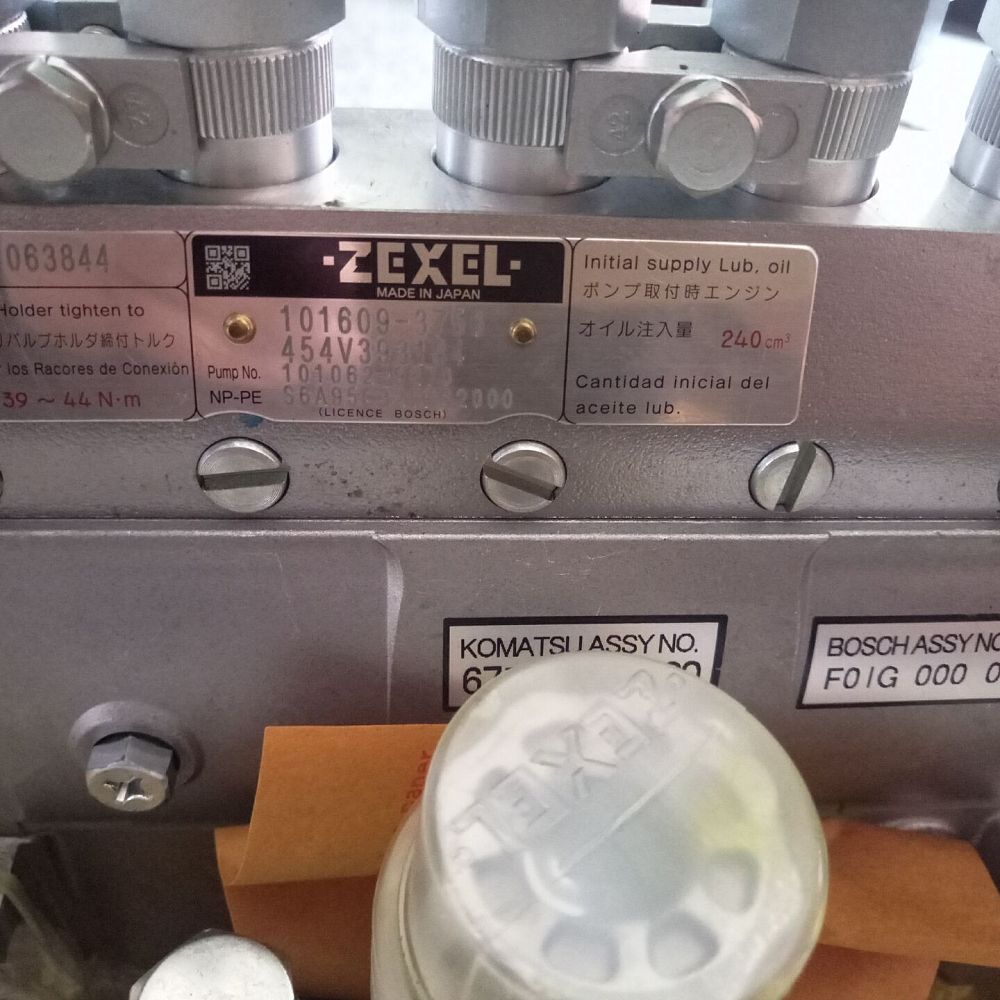 42
063844
Holder tighten to
バルブホルダ締付トルク
los Racores de Conexión
39 ~ 44 N·m
·ZEXEL·
MADE IN JAPAN
101609-
454V
Pump No.
NP-PE
2000
(LICENCE BOSCH)
Initial supply Lub. oil
ポンプ取付時エンジン
オイル注入量
240 cm³
Cantidad inicial del
aceite lub.
KOMATSU ASSY NO.
BOSCH ASSY NO
F01G 000 0
ZEXEL